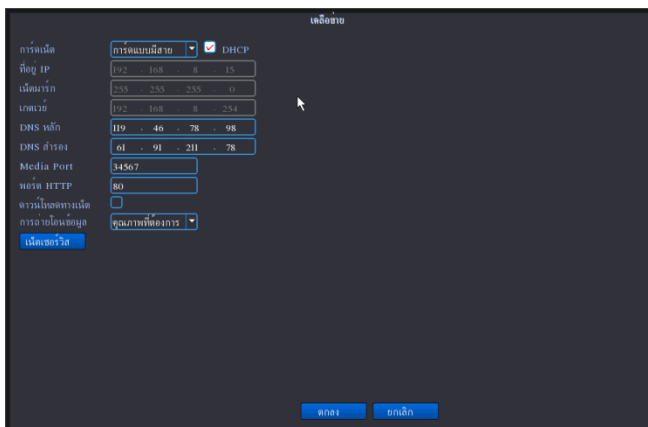 เครือข่าย
การ์ดเน็ต การ์ดแบบมีสาย DHCP
ที่อยู่ IP 192 . 168 . 8 . 15
เน็ตมาร์ก 255 . 255 . 255 . 0
เกตเวย์ 192 . 168 . 8 . 254
DNS หลัก 119 . 46 . 78 . 98
DNS สำรอง 61 . 91 . 211 . 78
Media Port 34567
พอร์ต HTTP 80
ดาวน์โหลดทางเน็ต
การถ่ายโอนข้อมูล คุณภาพที่ต้องการ
เน็ตเซอร์วิส
ตกลง ยกเลิก